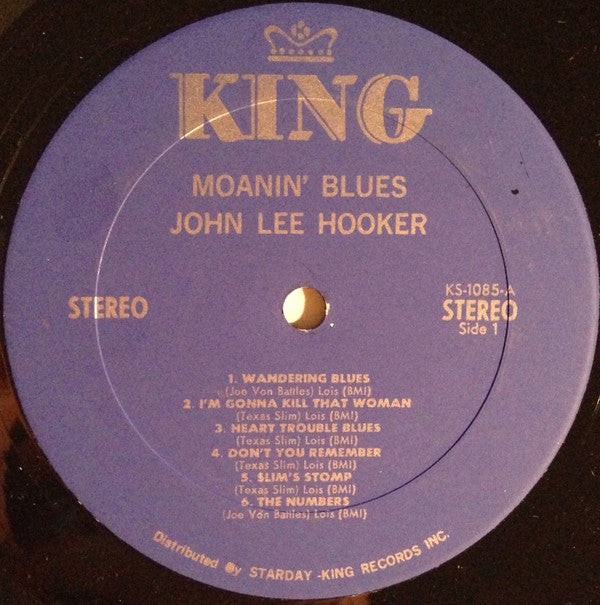 KING
MOANIN' BLUES
JOHN LEE HOOKER
STEREO
KS-1085-A
STEREO
Side 1
1. WANDERING BLUES
(Joe Von Battles) Lois (BMI)
2. I'M GONNA KILL THAT WOMAN
(Texas Slim) Lois (BMI)
3. HEART TROUBLE BLUES
(Texas Slim) Lois (BMI)
4. DON'T YOU REMEMBER
(Texas Slim) Lois (BMI)
5. $LIM'S STOMP
(Texas Slim) Lois (BMI)
6. THE NUMBERS
(Joe Von Battles) Lois (BMI)
Distributed By STARDAY -KING RECORDS INC.